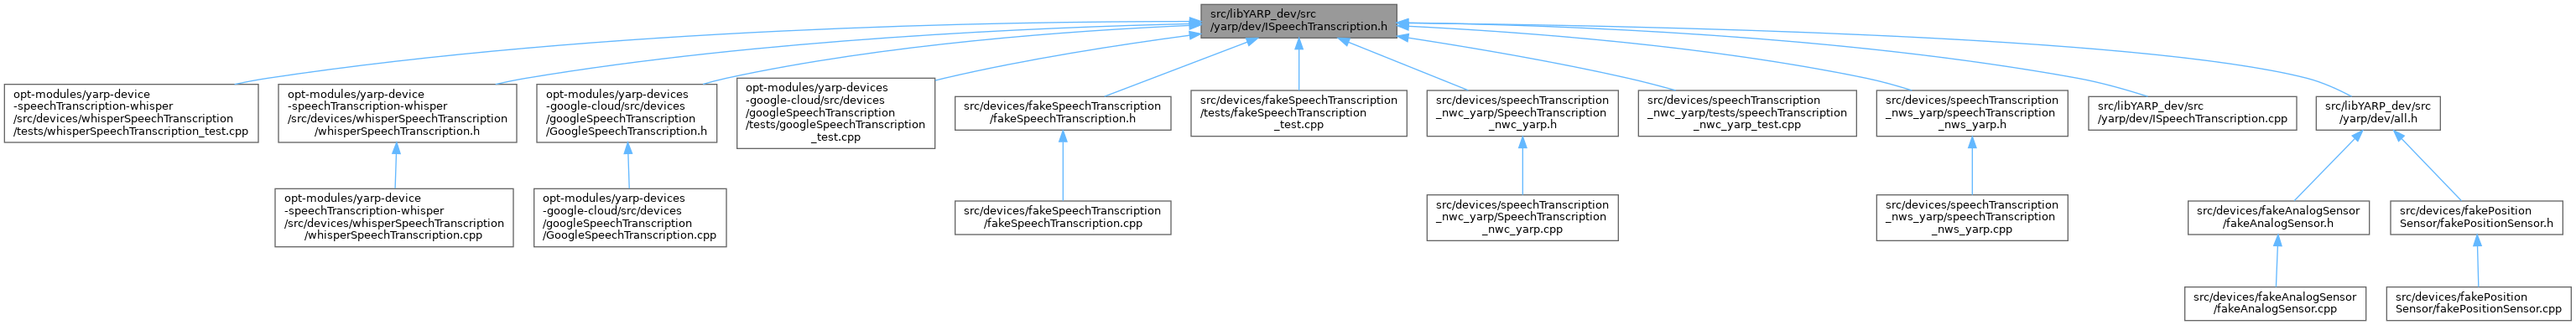 src/libYARP_dev/src
/yarp/dev/ISpeechTranscription.h
opt-modules/yarp-device
-speechTranscription-whisper
/src/devices/whisperSpeechTranscription
/tests/whisperSpeechTranscription_test.cpp
opt-modules/yarp-device
-speechTranscription-whisper
/src/devices/whisperSpeechTranscription
/whisperSpeechTranscription.h
opt-modules/yarp-devices
-google-cloud/src/devices
/googleSpeechTranscription
/GoogleSpeechTranscription.h
opt-modules/yarp-devices
-google-cloud/src/devices
/googleSpeechTranscription
/tests/googleSpeechTranscription
_test.cpp
src/devices/fakeSpeechTranscription
/fakeSpeechTranscription.h
src/devices/fakeSpeechTranscription
/tests/fakeSpeechTranscription
_test.cpp
src/devices/speechTranscription
_nwc_yarp/SpeechTranscription
_nwc_yarp.h
src/devices/speechTranscription
_nwc_yarp/tests/speechTranscription
_nwc_yarp_test.cpp
src/devices/speechTranscription
_nws_yarp/speechTranscription
_nws_yarp.h
src/libYARP_dev/src
/yarp/dev/ISpeechTranscription.cpp
src/libYARP_dev/src
/yarp/dev/all.h
opt-modules/yarp-device
-speechTranscription-whisper
/src/devices/whisperSpeechTranscription
/whisperSpeechTranscription.cpp
opt-modules/yarp-devices
-google-cloud/src/devices
/googleSpeechTranscription
/GoogleSpeechTranscription.cpp
src/devices/fakeSpeechTranscription
/fakeSpeechTranscription.cpp
src/devices/speechTranscription
_nwc_yarp/SpeechTranscription
_nwc_yarp.cpp
src/devices/speechTranscription
_nws_yarp/speechTranscription
_nws_yarp.cpp
src/devices/fakeAnalogSensor
/fakeAnalogSensor.h
src/devices/fakePosition
Sensor/fakePositionSensor.h
src/devices/fakeAnalogSensor
/fakeAnalogSensor.cpp
src/devices/fakePosition
Sensor/fakePositionSensor.cpp